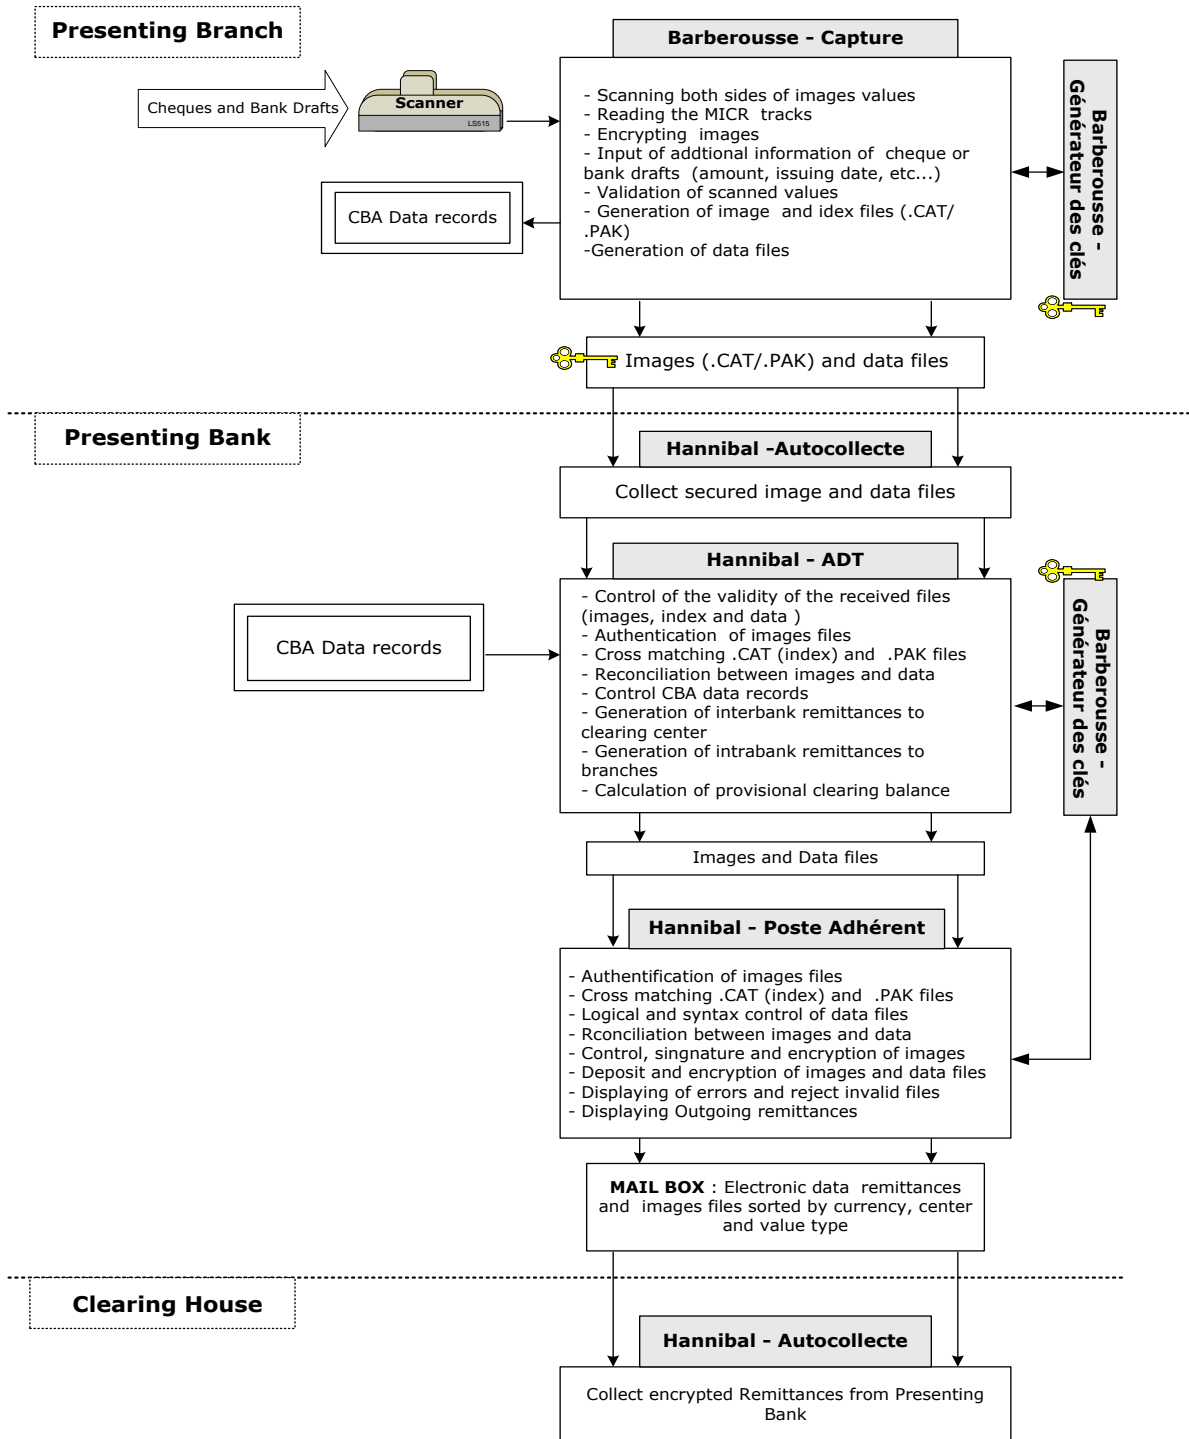 Presenting Branch
Barberousse - Capture
Cheques and Bank Drafts
Scanner
LS515
- Scanning both sides of images values
- Reading the MICR tracks
- Encrypting images
- Input of addtional information of cheque or
bank drafts (amount, issuing date, etc...)
- Validation of scanned values
- Generation of image and idex files (.CAT/
.PAK)
-Generation of data files
Barberousse -
Générateur des clés
CBA Data records
Images (.CAT/.PAK) and data files
Presenting Bank
Hannibal -Autocollecte
Collect secured image and data files
Hannibal - ADT
- Control of the validity of the received files
(images, index and data )
- Authentication of images files
- Cross matching .CAT (index) and .PAK files
- Reconciliation between images and data
- Control CBA data records
- Generation of interbank remittances to
clearing center
- Generation of intrabank remittances to
branches
- Calculation of provisional clearing balance
CBA Data records
Barberousse -
Générateur des clés
Images and Data files
Hannibal - Poste Adhérent
- Authentification of images files
- Cross matching .CAT (index) and .PAK files
- Logical and syntax control of data files
- Rconciliation between images and data
- Control, singnature and encryption of images
- Deposit and encryption of images and data files
- Displaying of errors and reject invalid files
- Displaying Outgoing remittances
MAIL BOX : Electronic data remittances
and images files sorted by currency, center
and value type
Clearing House
Hannibal - Autocollecte
Collect encrypted Remittances from Presenting
Bank